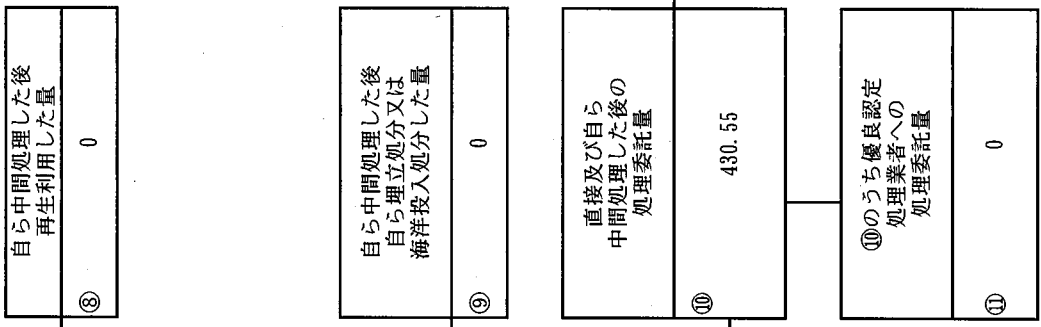 自ら中間処理した後
再生利用した量
⑧ 0
自ら中間処理した後
自ら埋立処分又は
海洋投入処分した量
⑨ 0
直接及び自ら
中間処理した後の
処理委託量
⑩ 430.55
⑩のうち優良認定
処理業者への
処理委託量
⑪ 0